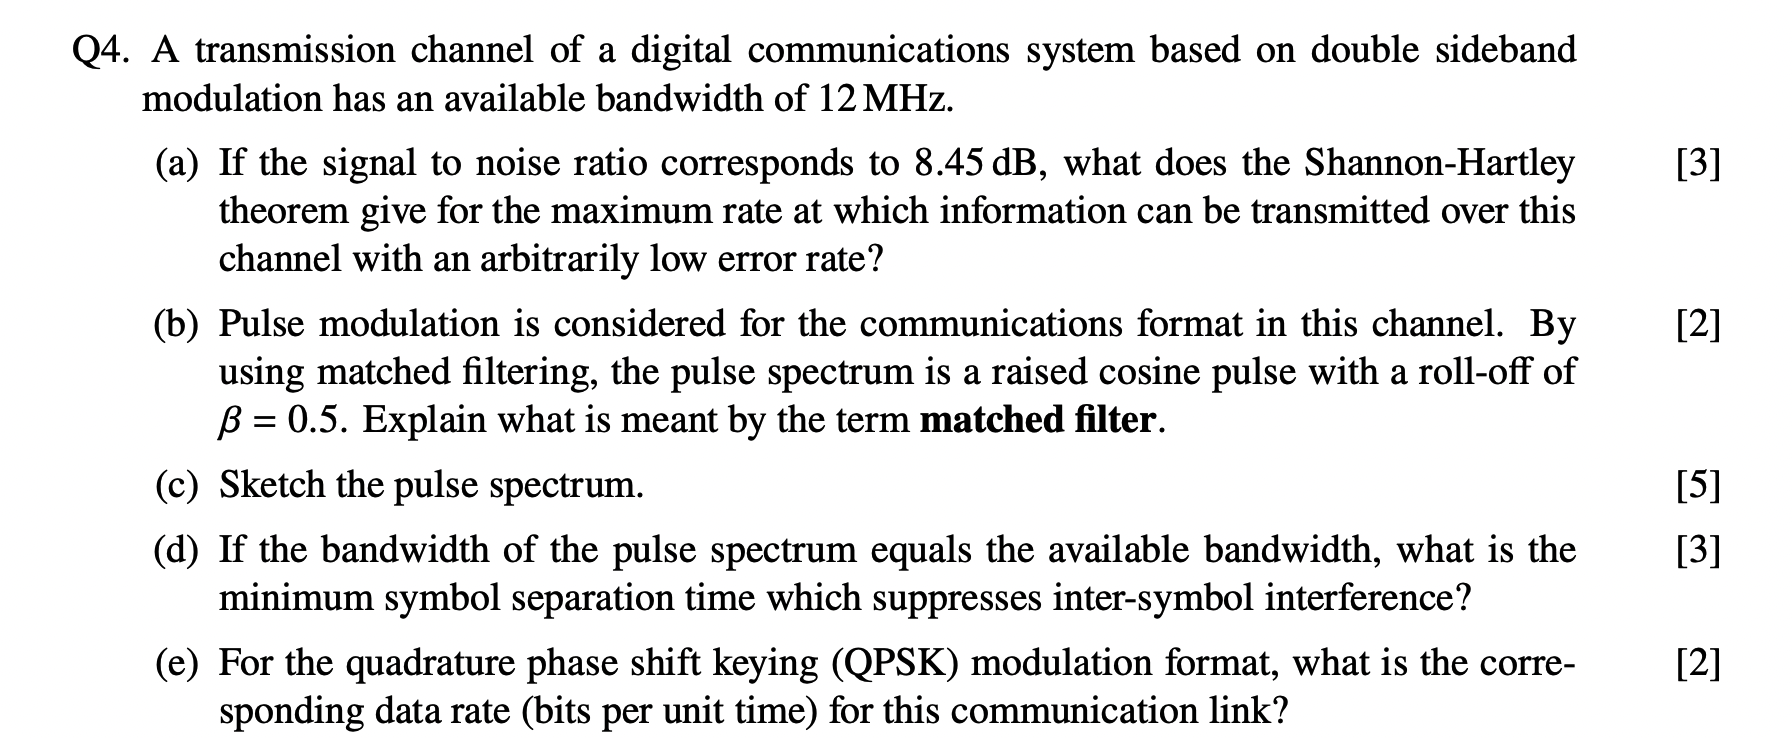 Q4. A transmission channel of a digital communications system based on double sideband
modulation has an available bandwidth of 12 MHz.
(a) If the signal to noise ratio corresponds to 8.45 dB, what does the Shannon-Hartley [3]
theorem give for the maximum rate at which information can be transmitted over this
channel with an arbitrarily low error rate?
(b) Pulse modulation is considered for the communications format in this channel. By [2]
using matched filtering, the pulse spectrum is a raised cosine pulse with a roll-off of
β = 0.5. Explain what is meant by the term matched filter.
(c) Sketch the pulse spectrum. [5]
(d) If the bandwidth of the pulse spectrum equals the available bandwidth, what is the [3]
minimum symbol separation time which suppresses inter-symbol interference?
(e) For the quadrature phase shift keying (QPSK) modulation format, what is the corre- [2]
sponding data rate (bits per unit time) for this communication link?